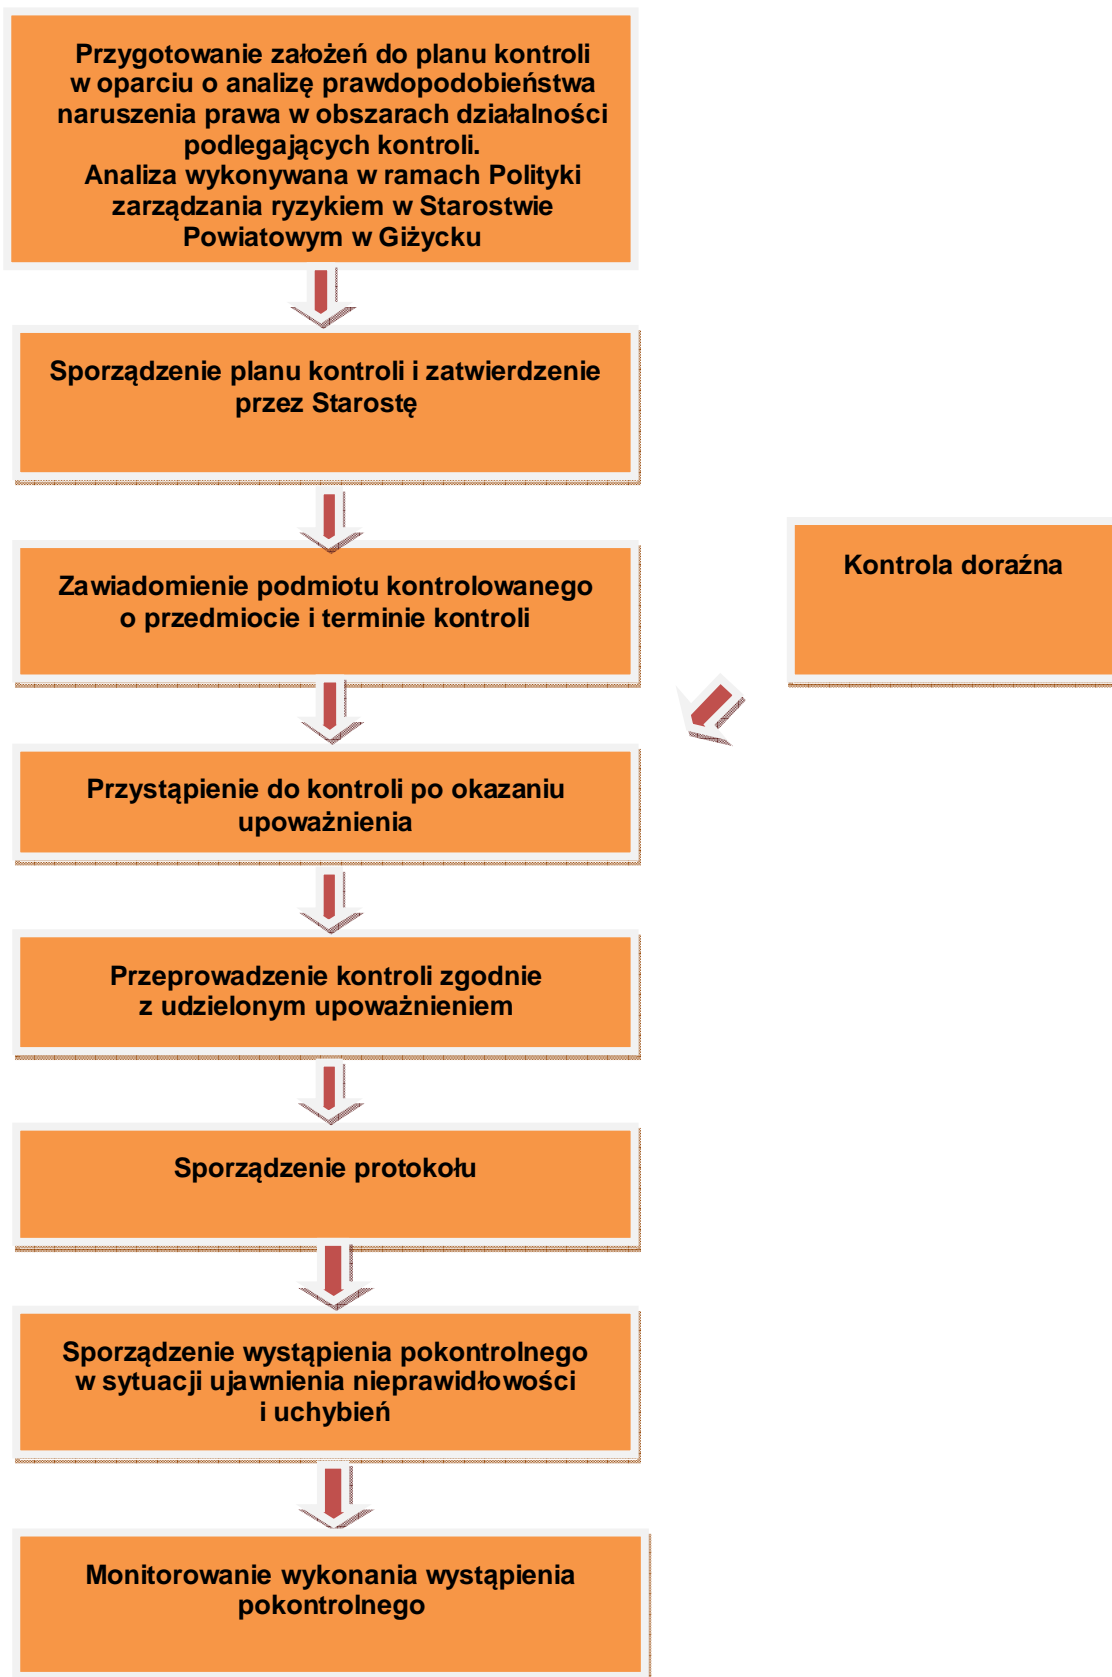 Przygotowanie założeń do planu kontroli
w oparciu o analizę prawdopodobieństwa
naruszenia prawa w obszarach działalności
podlegających kontroli.
Analiza wykonywana w ramach Polityki
zarządzania ryzykiem w Starostwie
Powiatowym w Giżycku
Sporządzenie planu kontroli i zatwierdzenie
przez Starostę
Zawiadomienie podmiotu kontrolowanego
o przedmiocie i terminie kontroli
Kontrola doraźna
Przystąpienie do kontroli po okazaniu
upoważnienia
Przeprowadzenie kontroli zgodnie
z udzielonym upoważnieniem
Sporządzenie protokołu
Sporządzenie wystąpienia pokontrolnego
w sytuacji ujawnienia nieprawidłowości
i uchybień
Monitorowanie wykonania wystąpienia
pokontrolnego